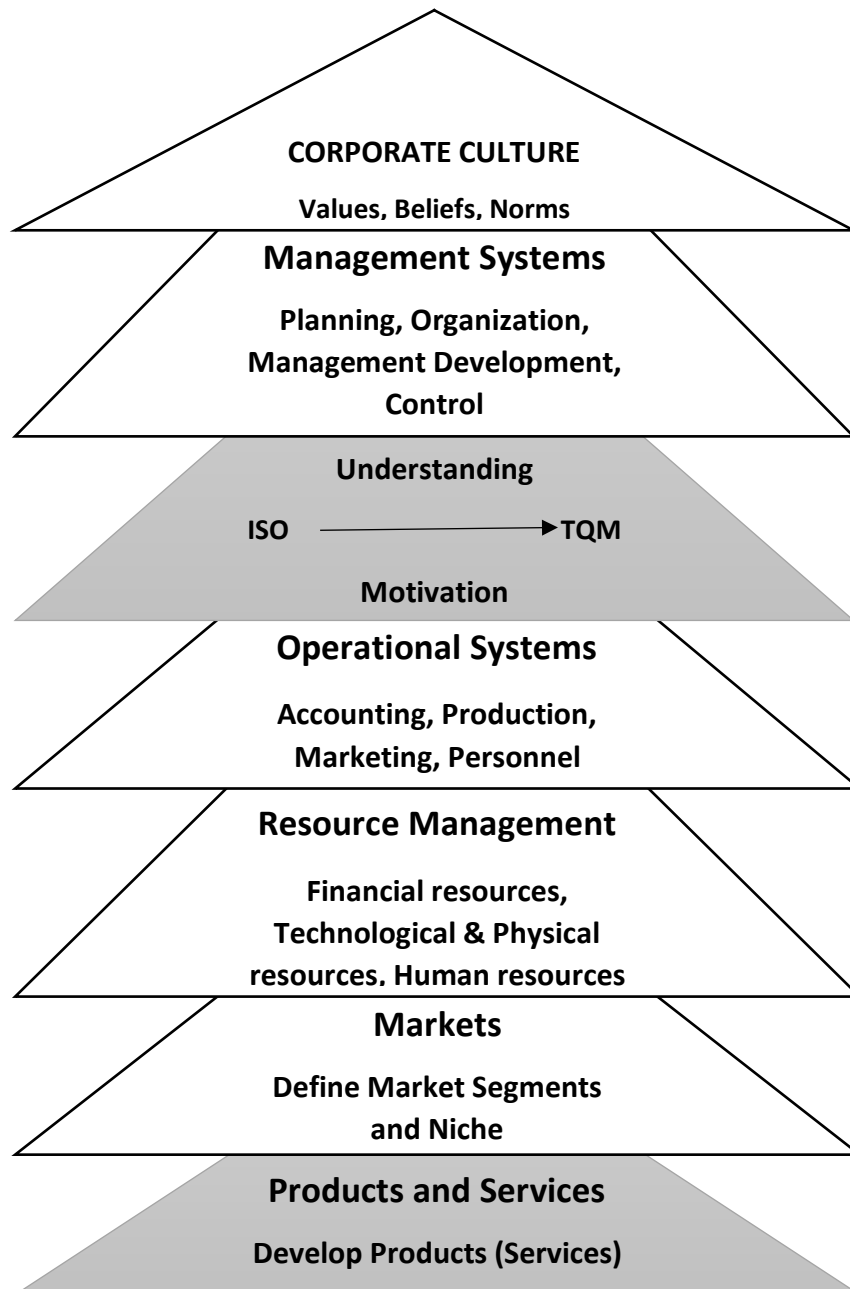 CORPORATE CULTURE
Values, Beliefs, Norms
Management Systems
Planning, Organization,
Management Development,
Control
Understanding
ISO TQM
Motivation
Operational Systems
Accounting, Production,
Marketing, Personnel
Resource Management
Financial resources,
Technological & Physical
resources, Human resources
Markets
Define Market Segments
and Niche
Products and Services
Develop Products (Services)